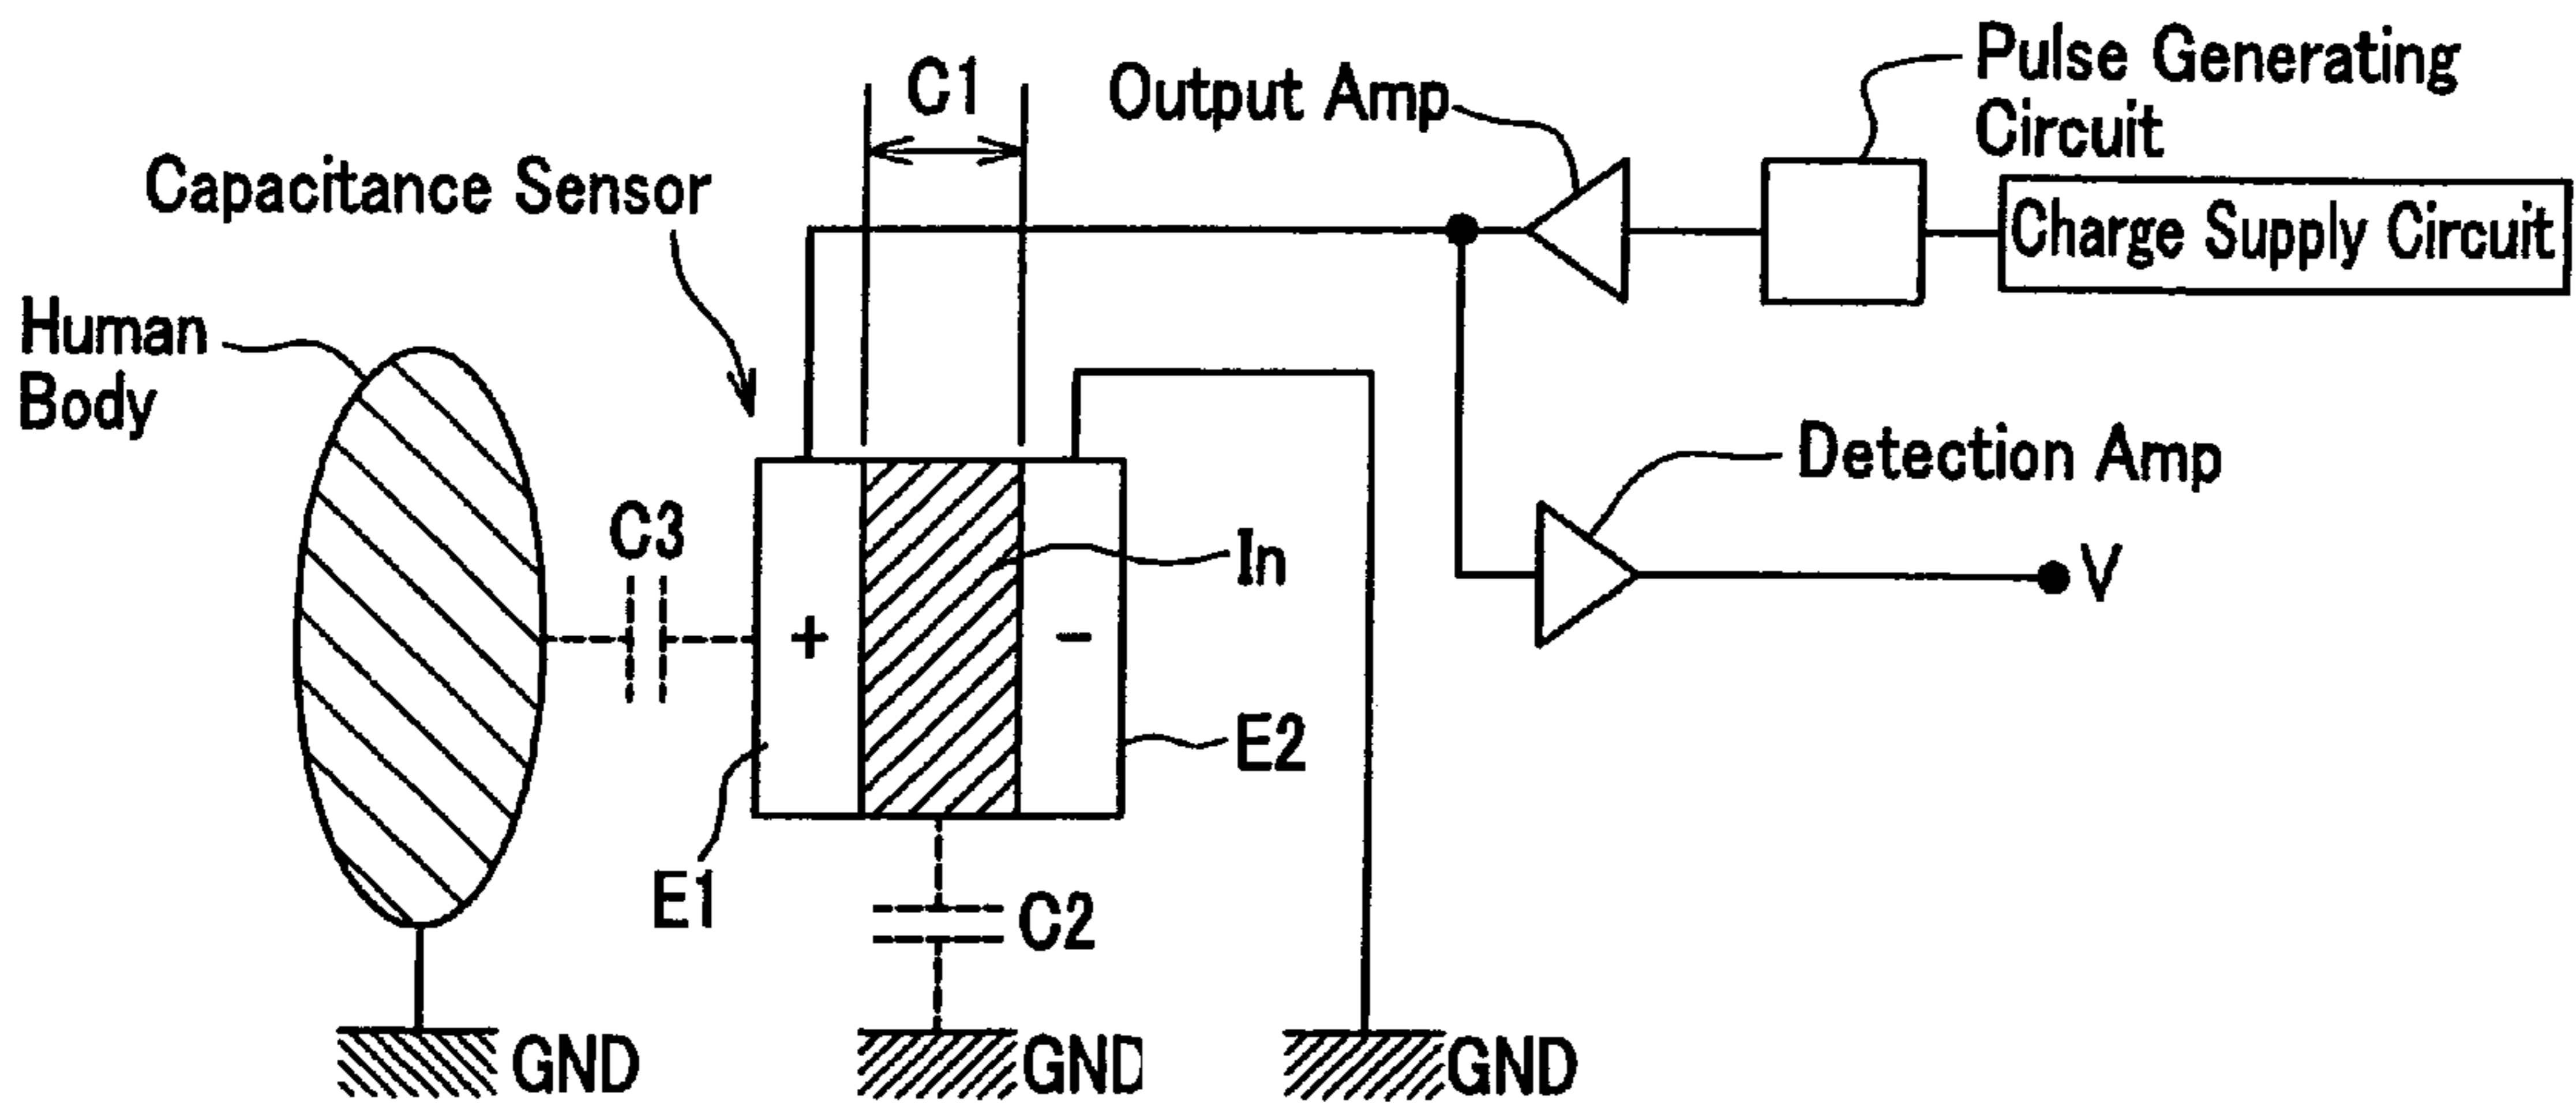 Pulse Generating
Circuit
C1
Output Amp
Capacitance Sensor
Charge Supply Circuit
Human
Body
Detection Amp
C3
In
V
+
-
E2
E1
C2
GND
GND
GND